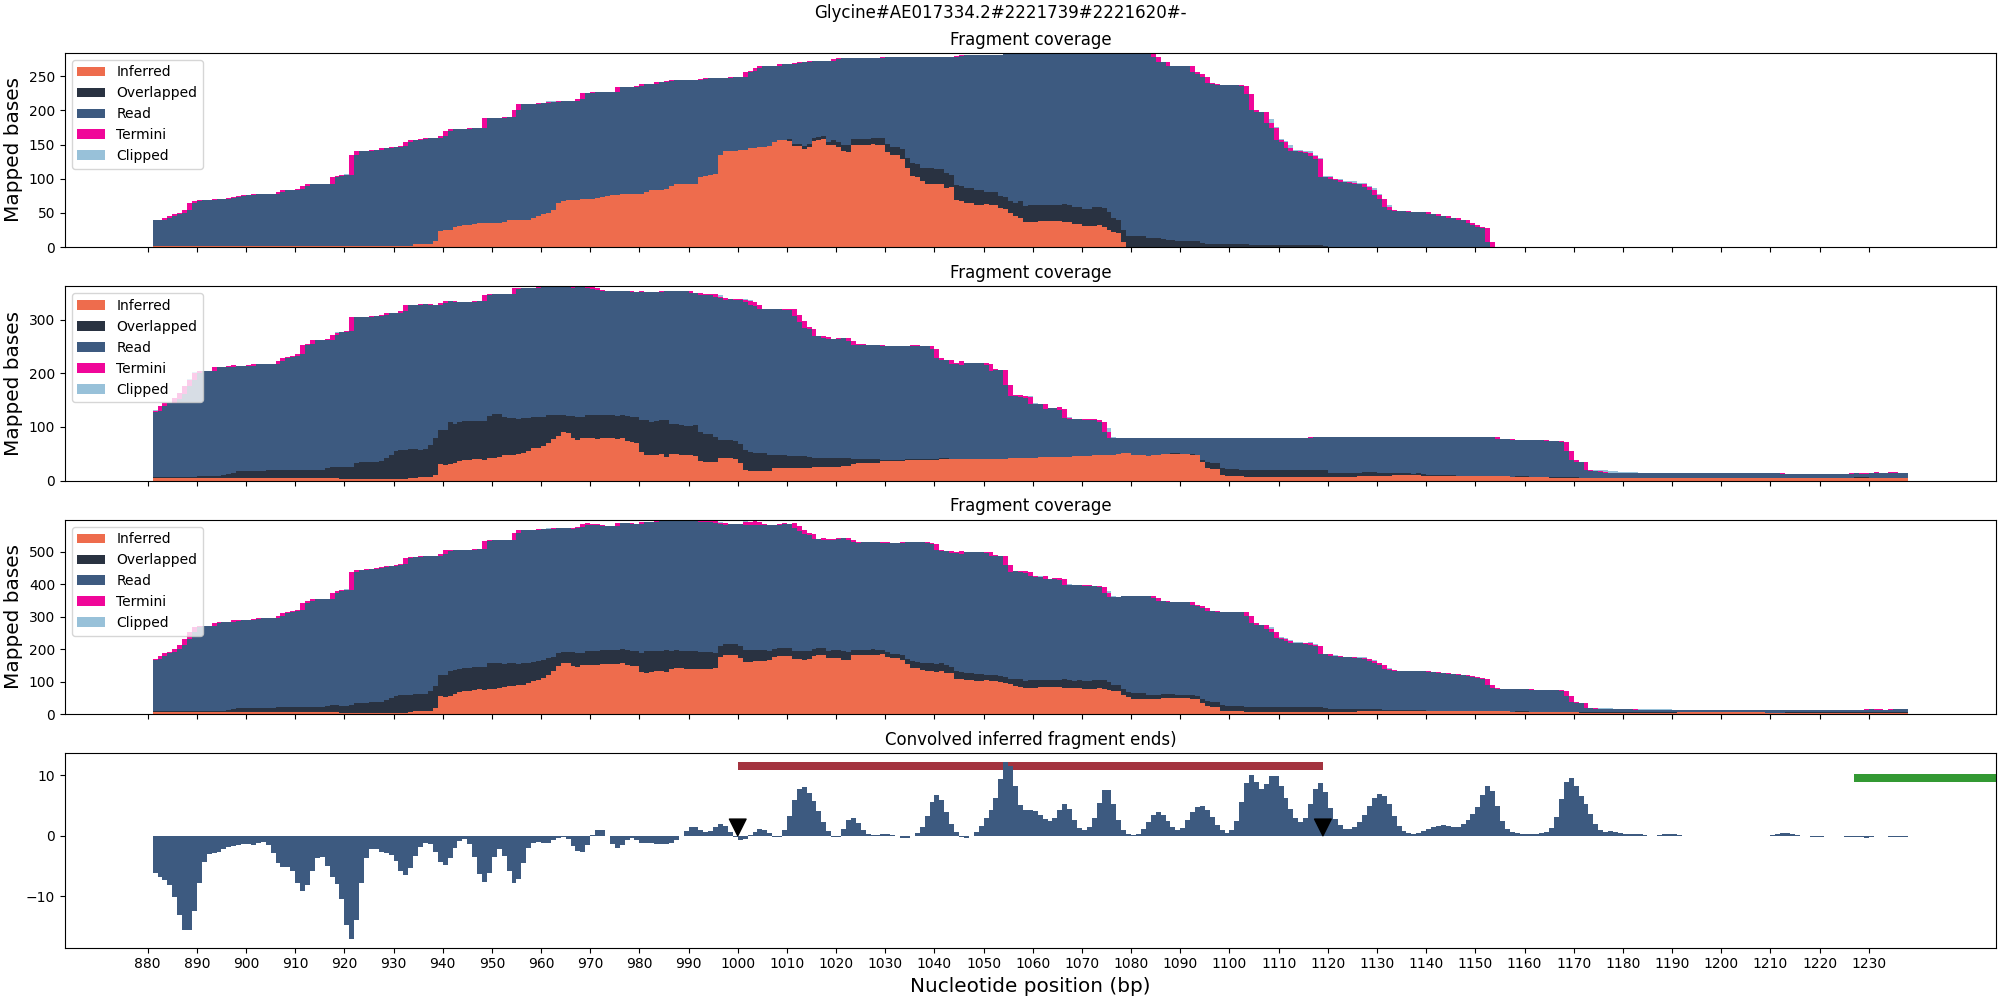 Glycine#AE017334.2#2221739#2221620#-
Fragment coverage
Mapped bases
250
200
150
100
50
0
Inferred
Overlapped
Read
Termini
Clipped
Fragment coverage
Mapped bases
300
200
100
0
Inferred
Overlapped
Read
Termini
Clipped
Fragment coverage
Mapped bases
500
400
300
200
100
0
Inferred
Overlapped
Read
Termini
Clipped
Convolved inferred fragment ends)
10
0
−10
880 890 900 910 920 930 940 950 960 970 980 990 1000 1010 1020 1030 1040 1050 1060 1070 1080 1090 1100 1110 1120 1130 1140 1150 1160 1170 1180 1190 1200 1210 1220 1230
Nucleotide position (bp)